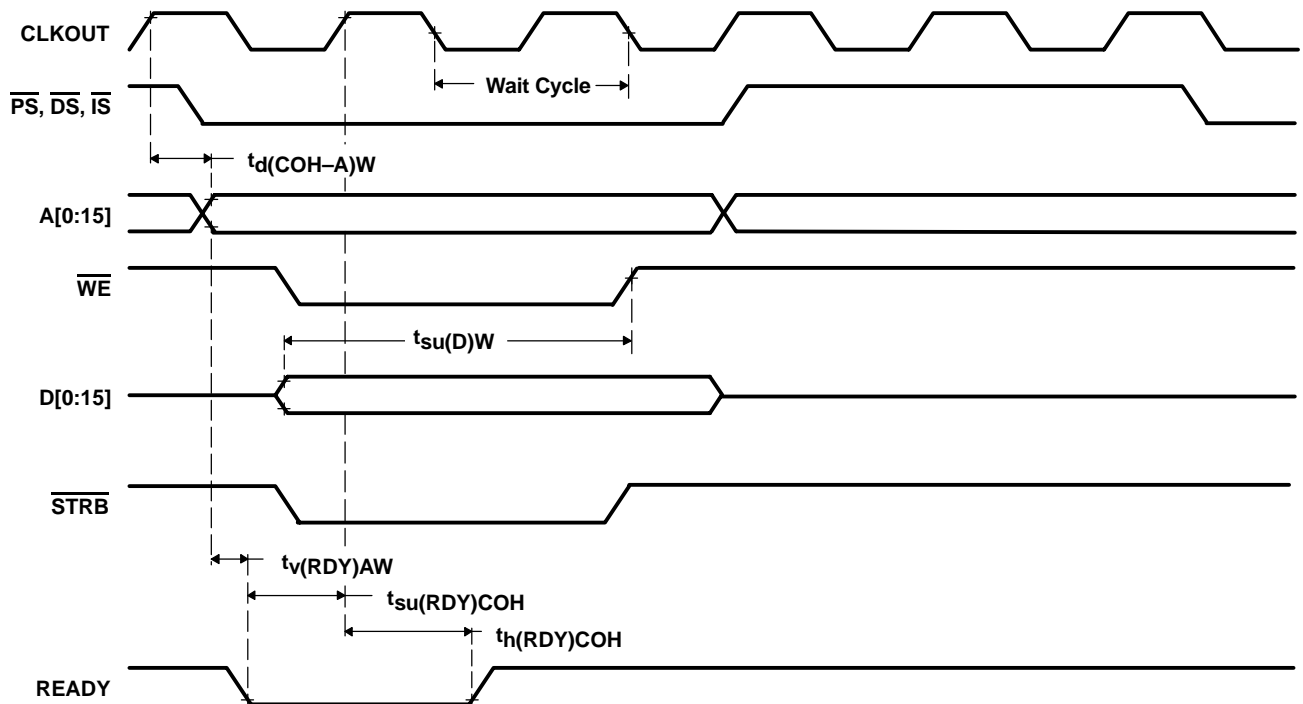 CLKOUT
Wait Cycle
PS, DS, IS
td(COH–A)W
A[0:15]
WE
tsu(D)W
D[0:15]
STRB
tv(RDY)AW
tsu(RDY)COH
th(RDY)COH
READY